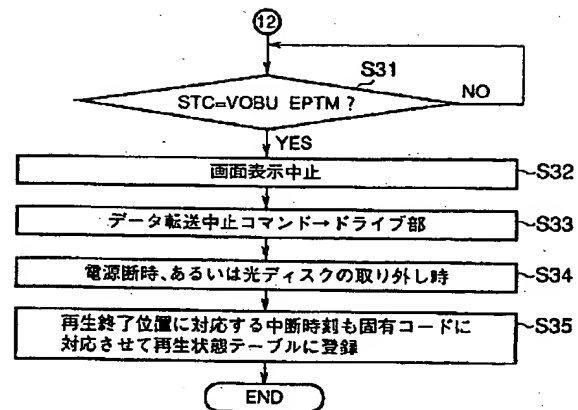 12
S31
STC=VOBU EPTM ?
NO
YES
画面表示中止
S32
データ転送中止コマンド→ドライブ部
S33
電源断時、あるいは光ディスクの取り外し時
S34
再生終了位置に対応する中断時刻も固有コードに
対応させて再生状態テーブルに登録
S35
END